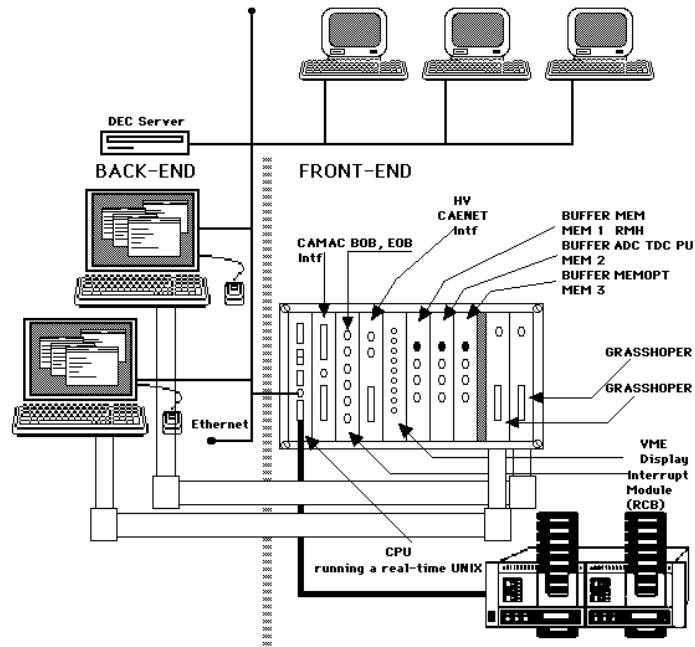 DEC Server
BACK-END
FRONT-END
HV
CAENET
Intf
CAMAC BOB, EOB
Intf
BUFFER MEM
MEM 1 RMH
BUFFER ADC TDC PU
MEM 2
BUFFER MEMOPT
MEM 3
GRASSHOPER
GRASSHOPER
Ethernet
VME
Display
Interrupt
Module
(RCB)
CPU
running a real-time UNIX